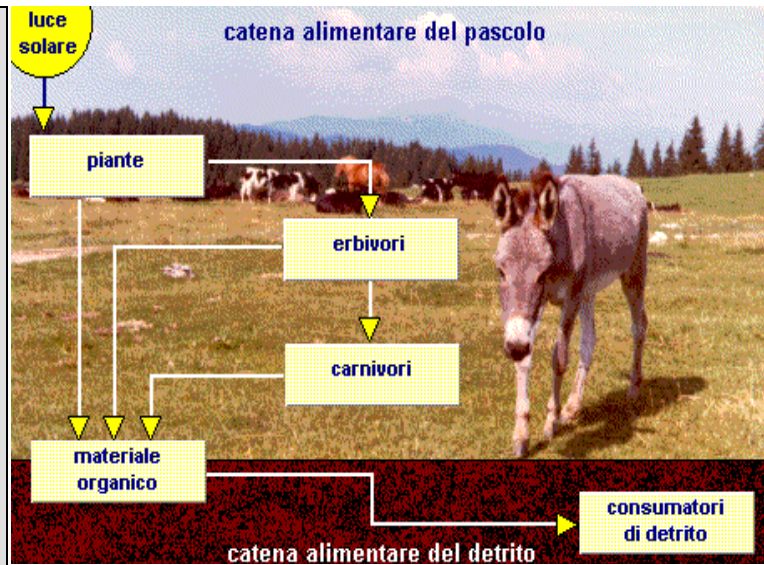 luce
solare
catena alimentare del pascolo
piante
erbivori
carnivori
materiale
organico
consumatori
di detrito
catena alimentare del detrito